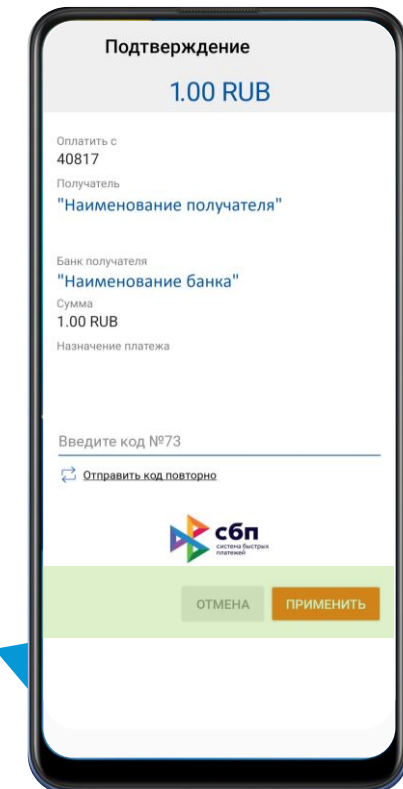 Подтверждение
1.00 RUB
Оплатить с
40817
Получатель
"Наименование получателя"
Банк получателя
"Наименование банка"
Сумма
1.00 RUB
Назначение платежа
Введите код №73
Отправить код повторно
сбп
система быстрых
платежей
ОТМЕНА ПРИМЕНИТЬ